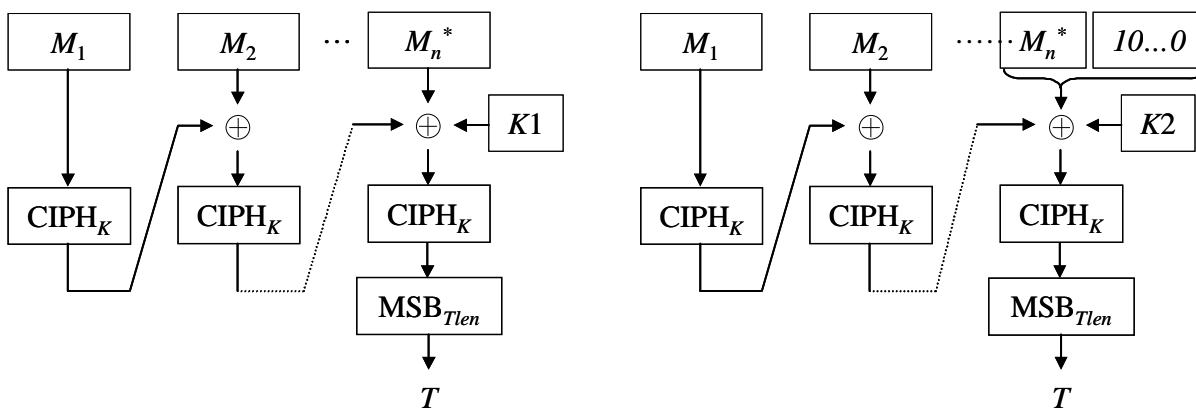 M1 M2 ··· Mn*
K1
CIPHK CIPHK CIPHK
MSBTlen
T
M1 M2 ······ Mn* 10...0
K2
CIPHK CIPHK CIPHK
MSBTlen
T